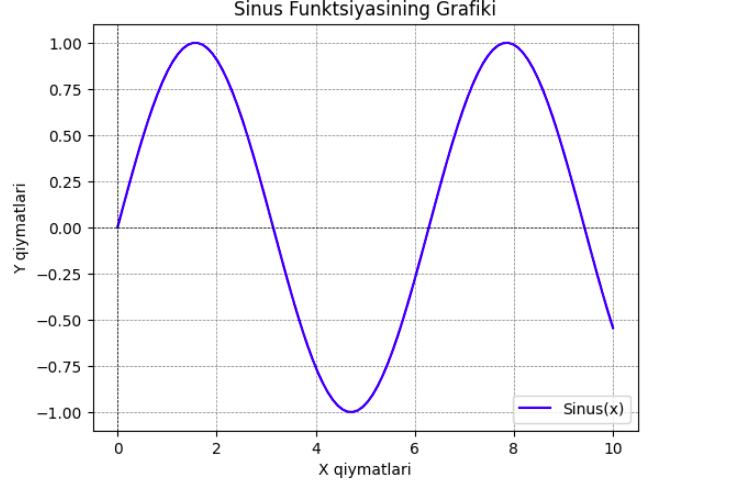 Sinus Funktsiyasining Grafiki
Y qiymatlari
1.00
0.75
0.50
0.25
0.00
−0.25
−0.50
−0.75
−1.00
Sinus(x)
0 2 4 6 8 10
X qiymatlari